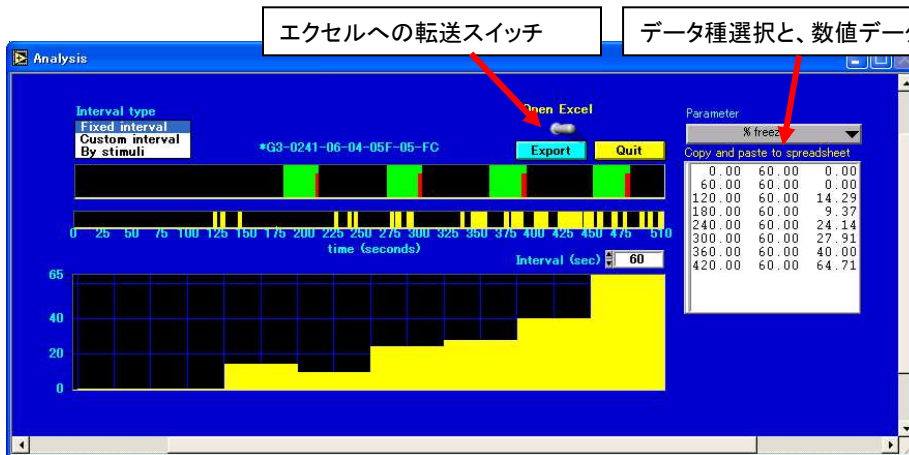 エクセルへの転送スイッチ
データ種選択と、数値データ
Analysis
Interval type
Fixed interval
Custom interval
By stimuli
*G3-0241-06-04-05F-05-FC
Open Excel
Export
Quit
Parameter
% freez
Copy and paste to spreadsheet
0.00 60.00 0.00
60.00 60.00 0.00
120.00 60.00 14.29
180.00 60.00 9.37
240.00 60.00 24.14
300.00 60.00 27.91
360.00 60.00 40.00
420.00 60.00 64.71
0 25 50 75 100 125 150 175 200 225 250 275 300 325 350 375 400 425 450 475 510
time (seconds)
Interval (sec) 60
65
40
20
0